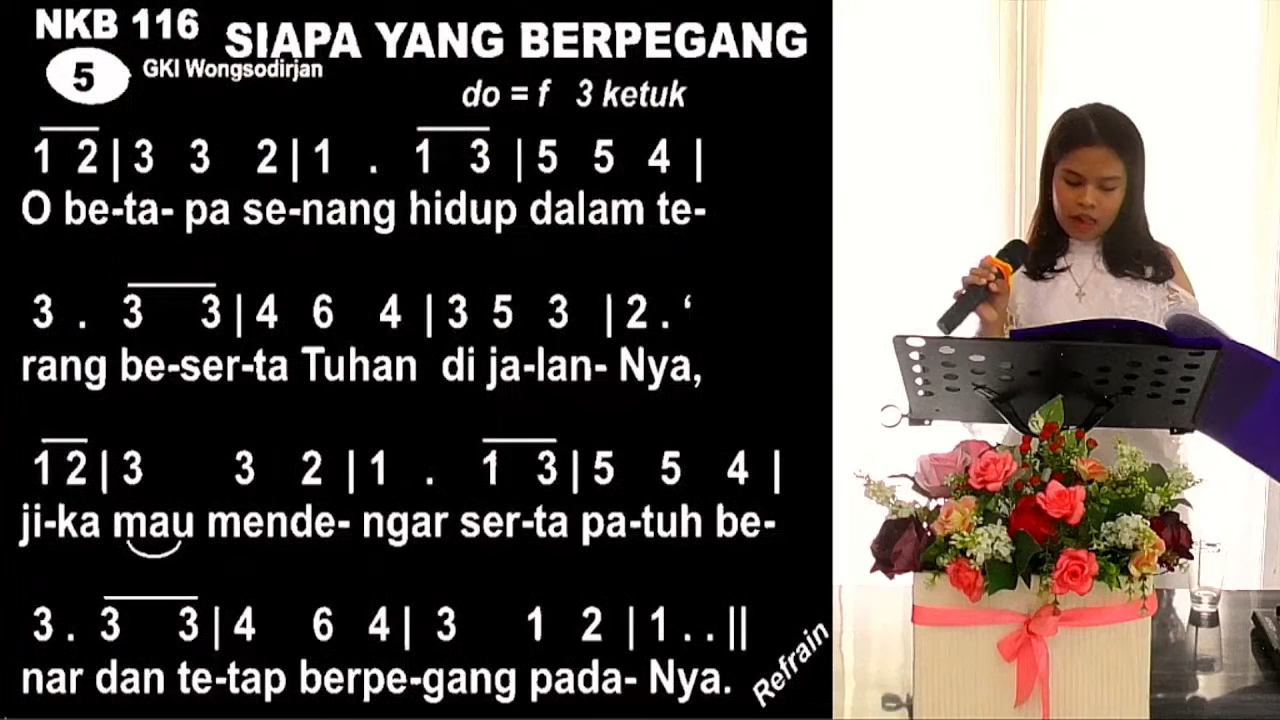 NKB 116 SIAPA YANG BERPEGANG
5 GKI Wongsodirjan
do = f 3 ketuk
1 2 | 3 3 2 | 1 . 1 3 | 5 5 4 |
O be-ta- pa se-nang hidup dalam te-
3 . 3 3 | 4 6 4 | 3 5 3 | 2 . ‘
rang be-ser-ta Tuhan di ja-lan- Nya,
1 2 | 3 3 2 | 1 . 1 3 | 5 5 4 |
ji-ka mau mende- ngar ser-ta pa-tuh be-
3 . 3 3 | 4 6 4 | 3 1 2 | 1 . . ||
nar dan te-tap berpe-gang pada- Nya.
Refrain